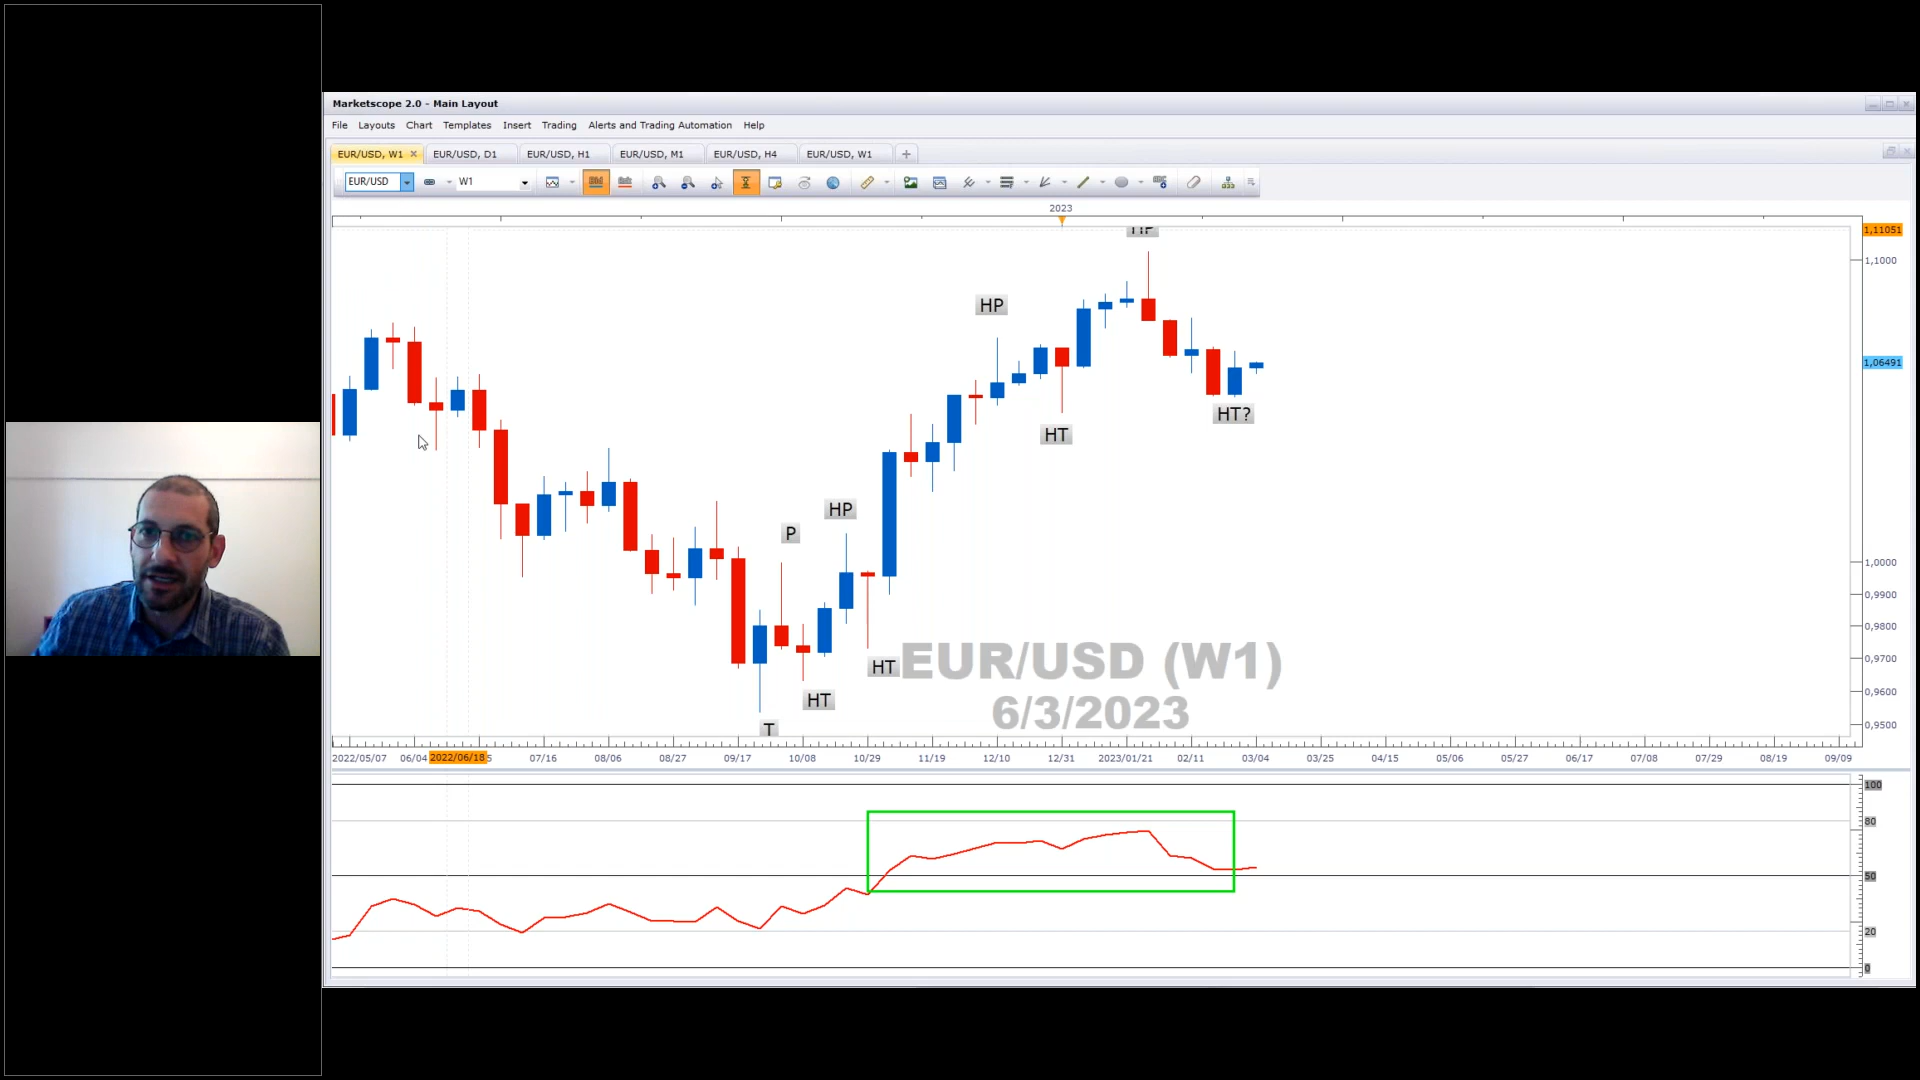 Marketscope 2.0 - Main Layout
File Layouts Chart Templates Insert Trading Alerts and Trading Automation Help
EUR/USD, W1 EUR/USD, D1 EUR/USD, H1 EUR/USD, M1 EUR/USD, H4 EUR/USD, W1
EUR/USD W1
2023
HP
1,11051
1,1000
HP
1,06491
HT?
HT
HP
P
1,0000
0,9900
0,9800
0,9700
0,9600
0,9500
HT
HT
T
EUR/USD (W1)
6/3/2023
2022/05/07 06/04 2022/06/18 07/16 08/06 08/27 09/17 10/08 10/29 11/19 12/10 12/31 2023/01/21 02/11 03/04 03/25 04/15 05/06 05/27 06/17 07/08 07/29 08/19 09/09
100
80
50
20
0